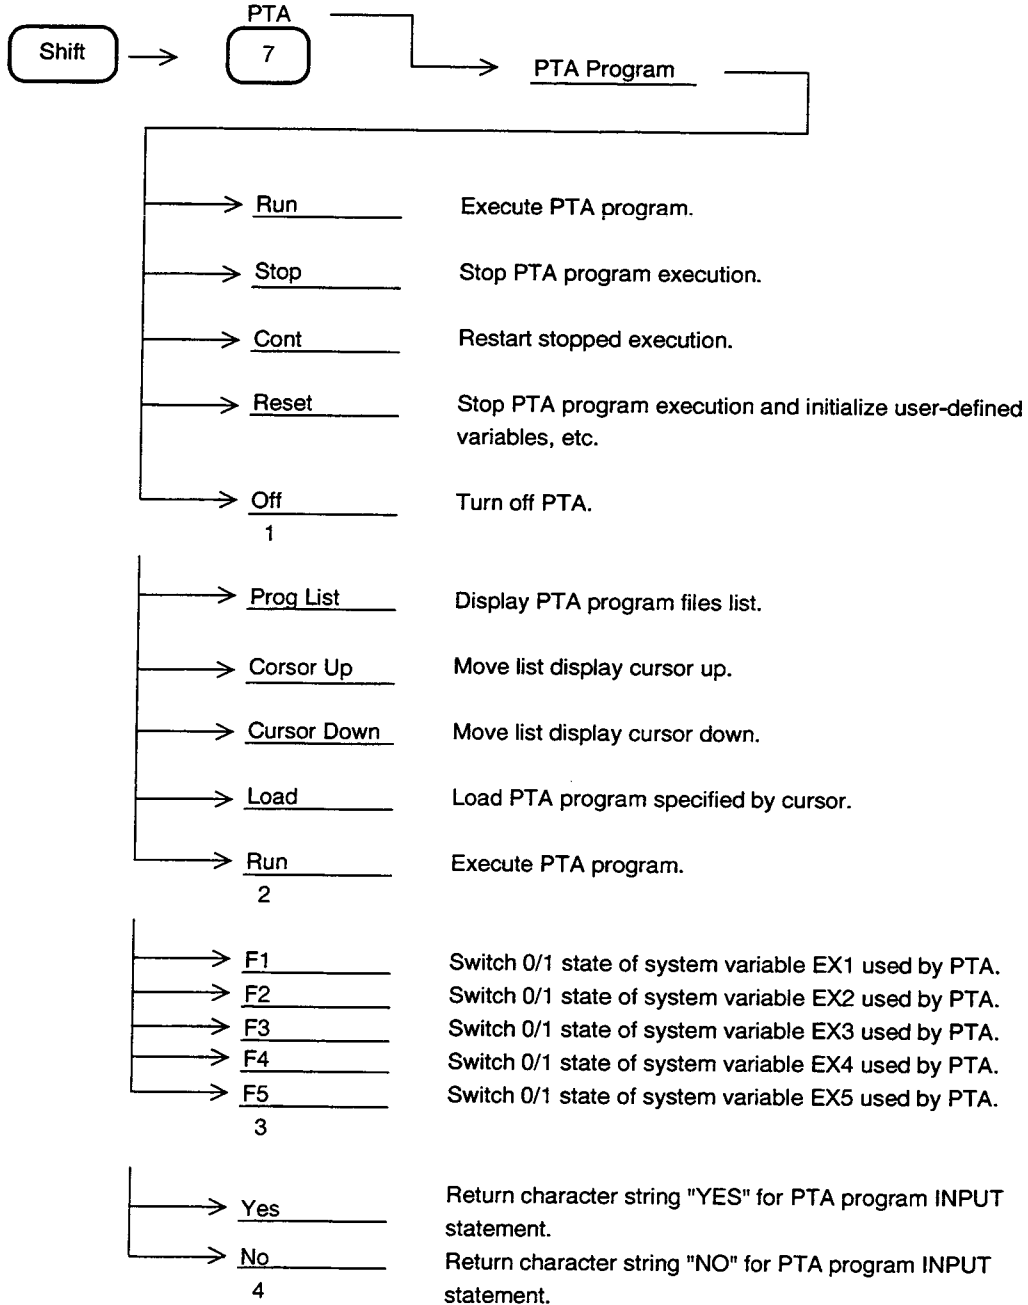 PTA
Shift
7
PTA Program
Run Execute PTA program.
Stop Stop PTA program execution.
Cont Restart stopped execution.
Reset Stop PTA program execution and initialize user-defined
variables, etc.
Off Turn off PTA.
1
Prog List Display PTA program files list.
Corsor Up Move list display cursor up.
Cursor Down Move list display cursor down.
Load Load PTA program specified by cursor.
Run Execute PTA program.
2
F1 Switch 0/1 state of system variable EX1 used by PTA.
F2 Switch 0/1 state of system variable EX2 used by PTA.
F3 Switch 0/1 state of system variable EX3 used by PTA.
F4 Switch 0/1 state of system variable EX4 used by PTA.
F5 Switch 0/1 state of system variable EX5 used by PTA.
3
Yes Return character string "YES" for PTA program INPUT
statement.
No Return character string "NO" for PTA program INPUT
4 statement.